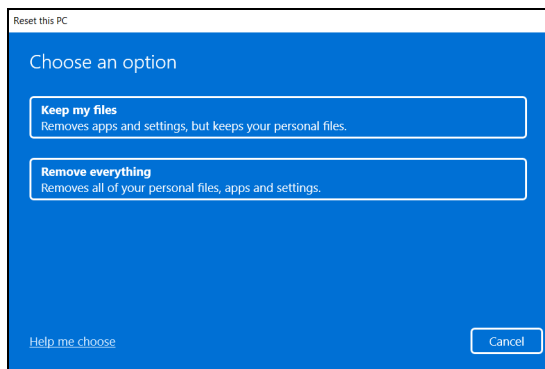 Reset this PC
Choose an option
Keep my files
Removes apps and settings, but keeps your personal files.
Remove everything
Removes all of your personal files, apps and settings.
Help me choose
Cancel